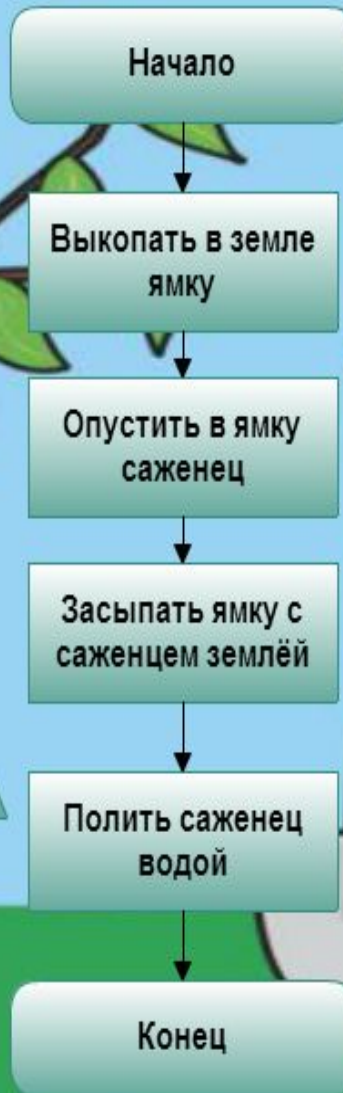 Начало
Выкопать в земле
ямку
Опустить в ямку
саженец
Засыпать ямку с
саженцем землёй
Полить саженец
водой
Конец